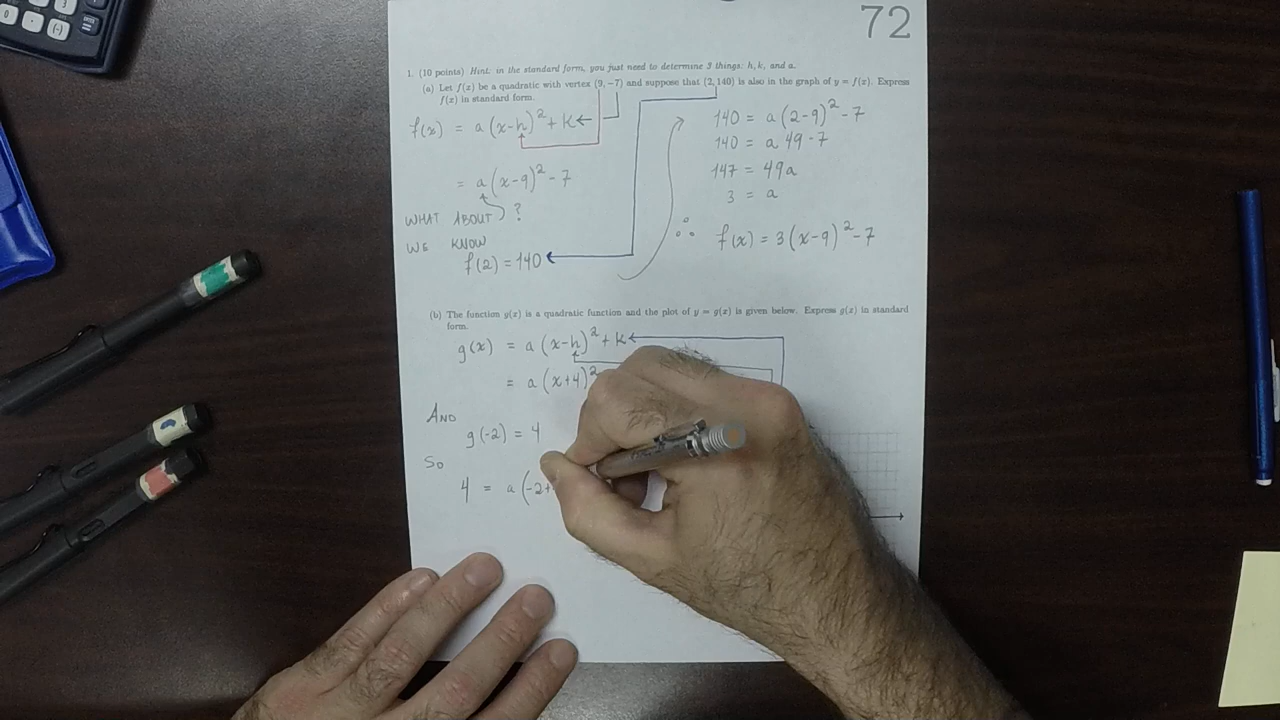 72
1. (10 points) Hint: in the standard form, you just need to determine 3 things: h, k, and a.
(a) Let f(x) be a quadratic with vertex (9, −7) and suppose that (2, 140) is also in the graph of y = f(x). Express
f(x) in standard form.
f(x) = a(x-h)² + k
= a(x-9)² - 7
WHAT ABOUT ?
WE KNOW
f(2) = 140
140 = a(2-9)² - 7
140 = a 49 - 7
147 = 49a
3 = a
∴ f(x) = 3(x-9)² - 7
(b) The function g(x) is a quadratic function and the plot of y = g(x) is given below. Express g(x) in standard
form.
g(x) = a(x-h)² + k
= a(x+4)²
AND
g(-2) = 4
SO
4 = a(-2+